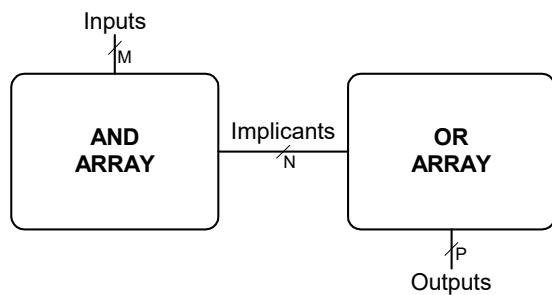 Inputs
M
AND
ARRAY
Implicants
N
OR
ARRAY
P
Outputs